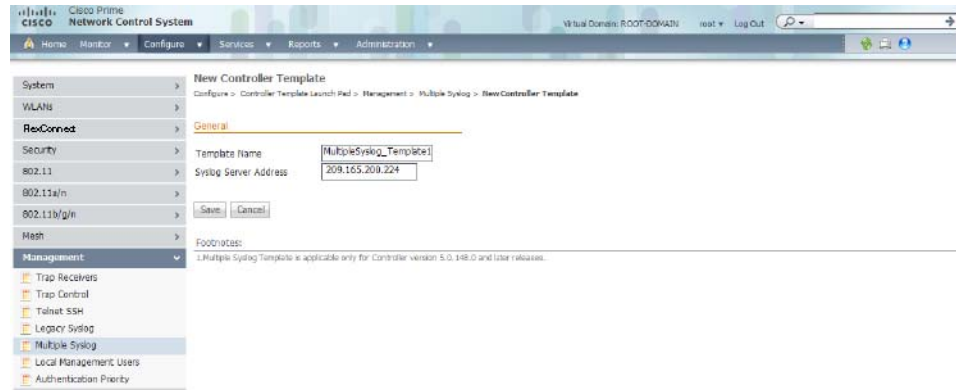 Cisco Prime
CISCO Network Control System
Virtual Domain: ROOT-DOMAIN root Log Out
Home Monitor Configure Services Reports Administration
System
WLANs
FlexConnect
Security
802.11
802.11a/n
802.11b/g/n
Mesh
Management
Trap Receivers
Trap Control
Telnet SSH
Legacy Syslog
Multiple Syslog
Local Management Users
Authentication Priority
New Controller Template
Configure > Controller Template Launch Pad > Management > Multiple Syslog > New Controller Template
General
Template Name MultipleSyslog_Template1
Syslog Server Address 209.165.200.224
Save Cancel
Footnotes:
1.Multiple Syslog Template is applicable only for Controller version 5.0.148.0 and later releases.